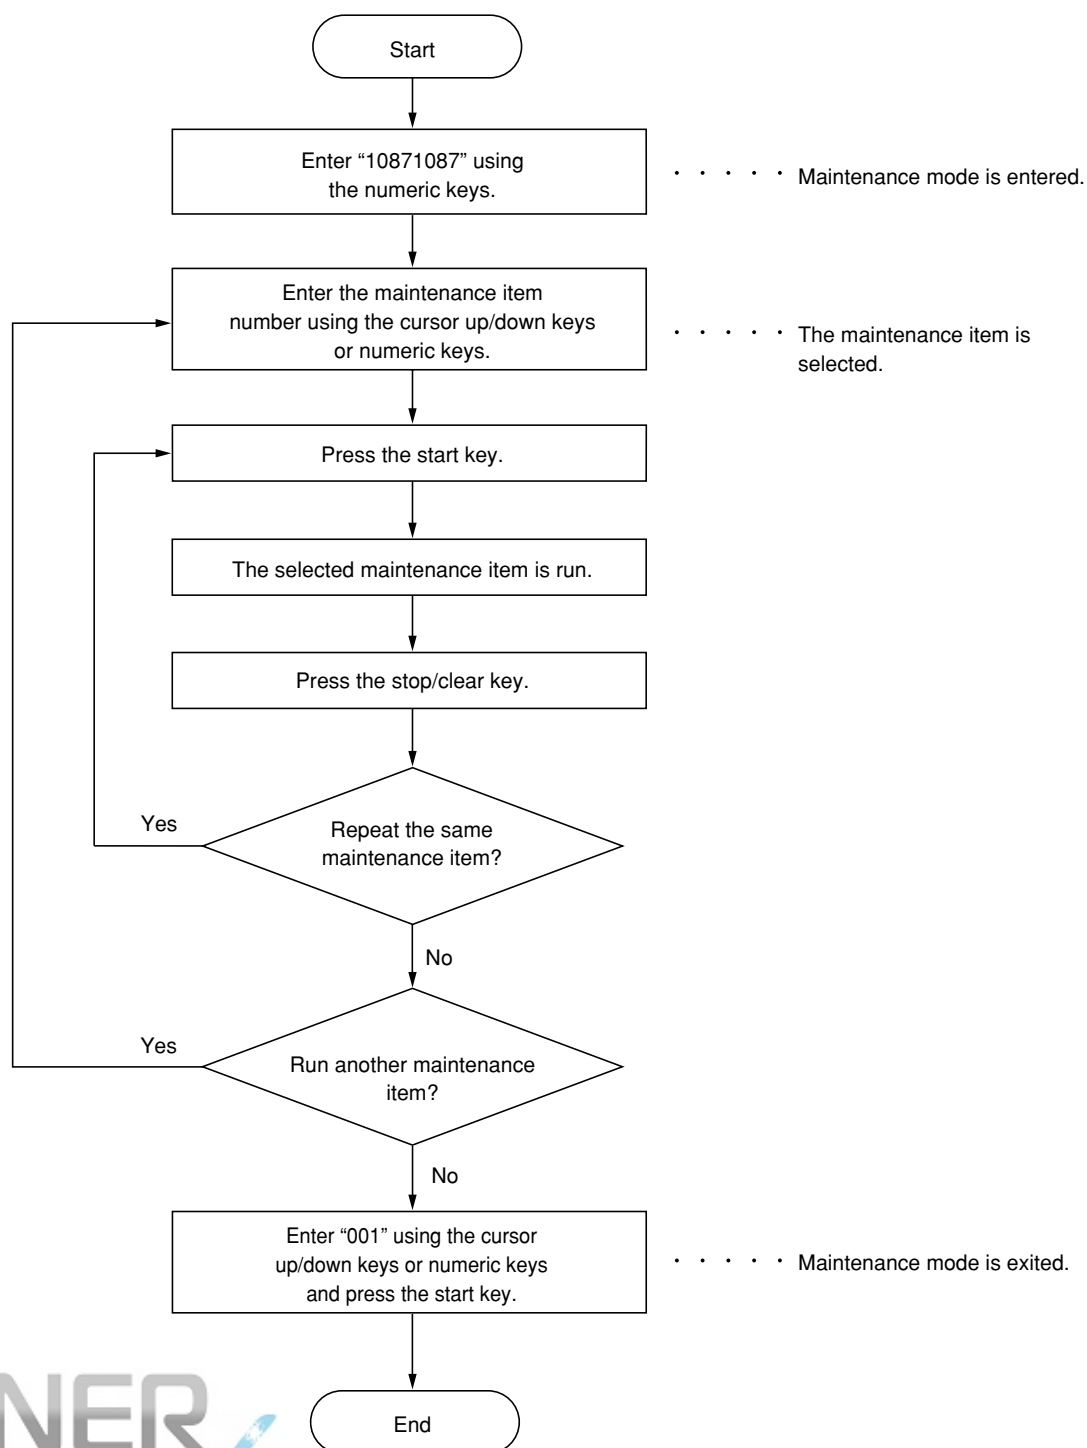 Start
Enter “10871087” using
the numeric keys.
· · · · · Maintenance mode is entered.
Enter the maintenance item
number using the cursor up/down keys
or numeric keys.
· · · · · The maintenance item is
selected.
Press the start key.
The selected maintenance item is run.
Press the stop/clear key.
Yes
Repeat the same
maintenance item?
No
Yes
Run another maintenance
item?
No
Enter “001” using the cursor
up/down keys or numeric keys
and press the start key.
· · · · · Maintenance mode is exited.
End
NER